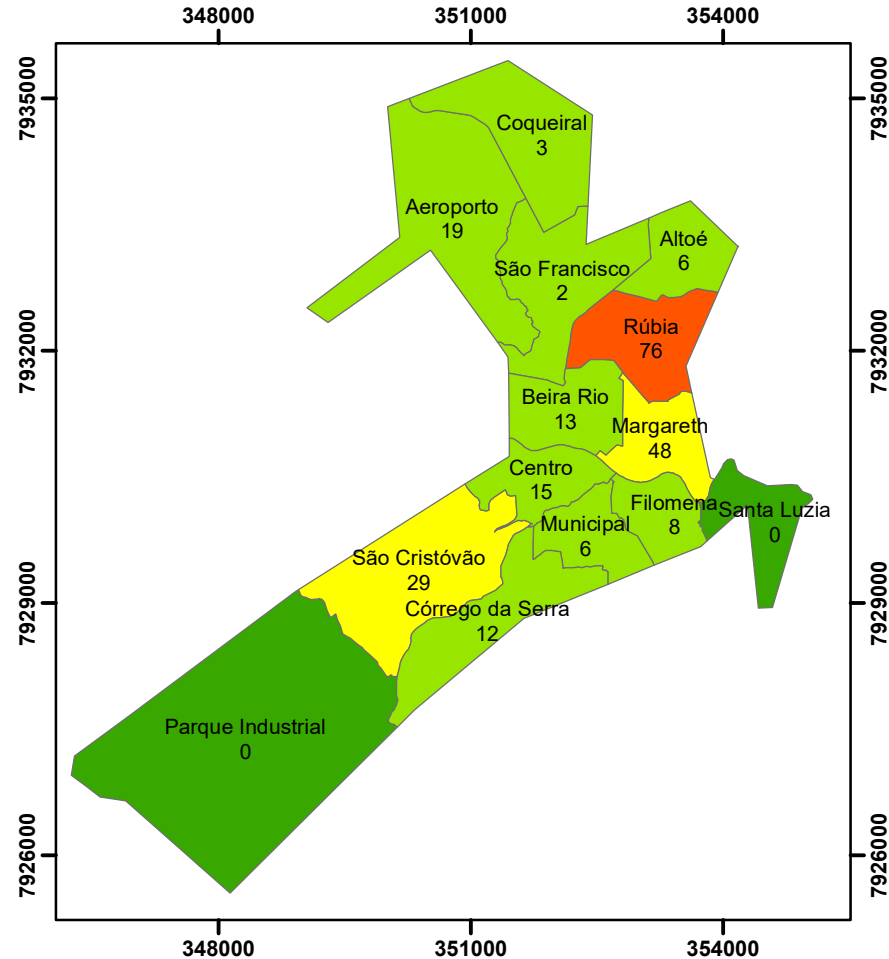 348000
351000
354000
7935000
7935000
Coqueiral
3
Aeroporto
19
Altoé
6
São Francisco
2
Rúbia
76
7932000
7932000
Beira Rio
13
Margareth
48
Centro
15
Filomena
8
Santa Luzia
0
Municipal
6
São Cristóvão
29
7929000
7929000
Córrego da Serra
12
Parque Industrial
0
7926000
7926000
348000
351000
354000